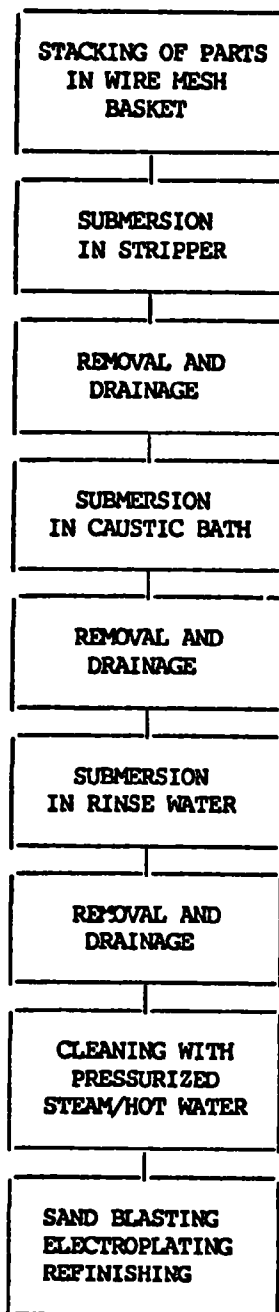 STACKING OF PARTS
IN WIRE MESH
BASKET
SUBMERSION
IN STRIPPER
REMOVAL AND
DRAINAGE
SUBMERSION
IN CAUSTIC BATH
REMOVAL AND
DRAINAGE
SUBMERSION
IN RINSE WATER
REMOVAL AND
DRAINAGE
CLEANING WITH
PRESSURIZED
STEAM/HOT WATER
SAND BLASTING
ELECTROPLATING
REFINISHING